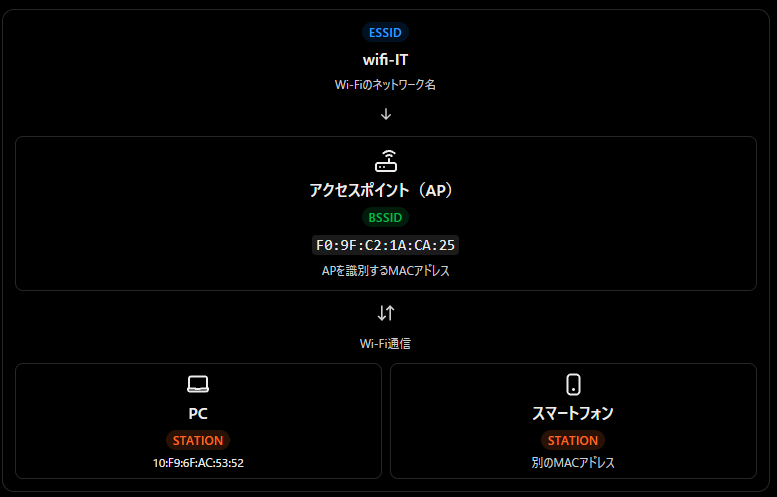 ESSID
wifi-IT
Wi-Fiのネットワーク名
アクセスポイント（AP）
BSSID
F0:9F:C2:1A:CA:25
APを識別するMACアドレス
Wi-Fi通信
PC
STATION
10:F9:6F:AC:53:52
スマートフォン
STATION
別のMACアドレス